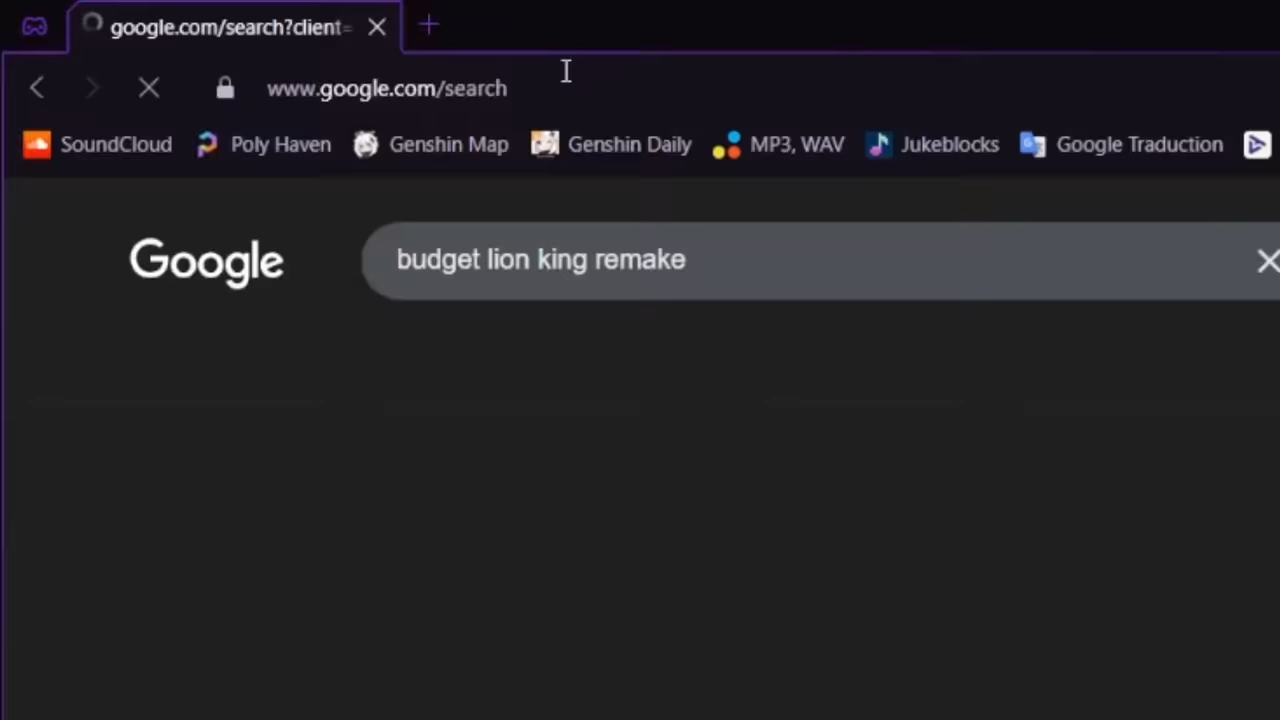 google.com/search?client=
www.google.com/search
SoundCloud Poly Haven Genshin Map Genshin Daily MP3, WAV Jukeblocks Google Traduction
Google budget lion king remake